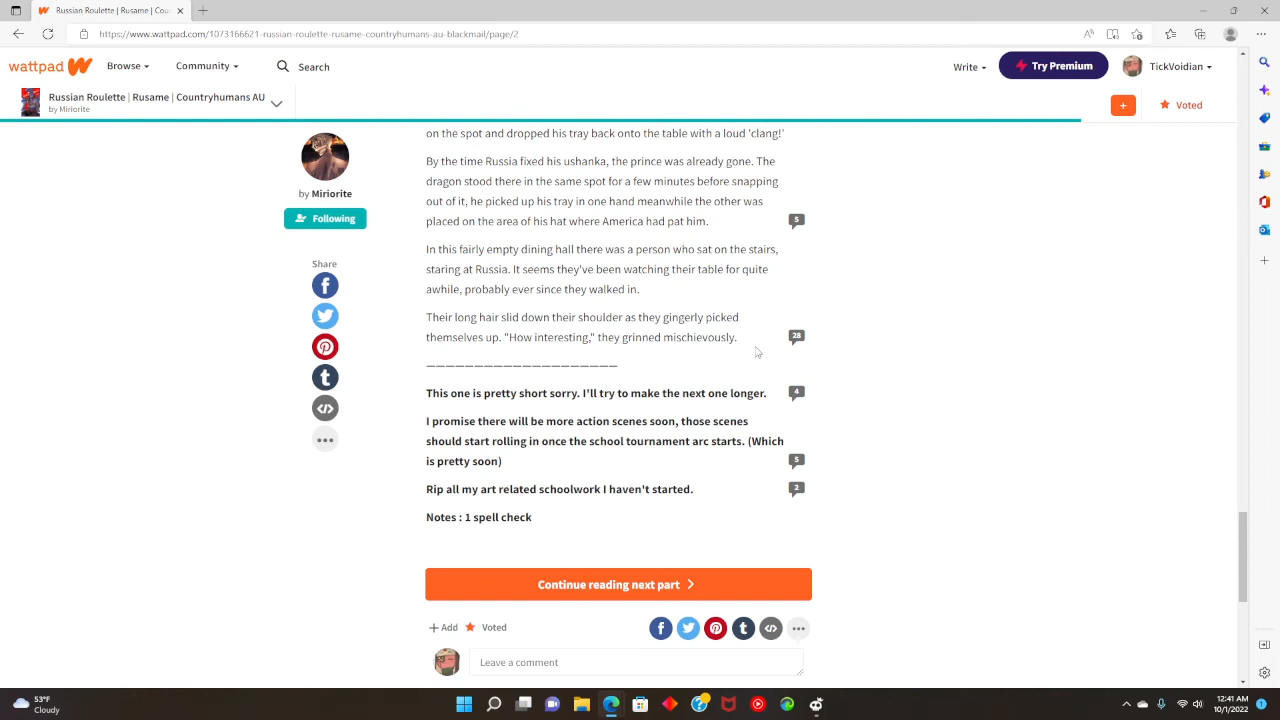 Russian Roulette | Rusame | Cou
https://www.wattpad.com/1073166621-russian-roulette-rusame-countryhumans-blackmail/page/2
wattpad Browse Community Search Write Try Premium TickVoidian
Russian Roulette | Rusame | Countryhumans AU
by Miriorite
+ Voted
on the spot and dropped his tray back onto the table with a loud 'clang!'
By the time Russia fixed his ushanka, the prince was already gone. The
dragon stood there in the same spot for a few minutes before snapping
out of it, he picked up his tray in one hand meanwhile the other was
placed on the area of his hat where America had pat him.
5
by Miriorite
Following
In this fairly empty dining hall there was a person who sat on the stairs,
staring at Russia. It seems they've been watching their table for quite
awhile, probably ever since they walked in.
Share
Their long hair slid down their shoulder as they gingerly picked
themselves up. "How interesting," they grinned mischievously.
28
————————————————————
This one is pretty short sorry. I'll try to make the next one longer.
4
I promise there will be more action scenes soon, those scenes
should start rolling in once the school tournament arc starts. (Which
is pretty soon)
5
Rip all my art related schoolwork I haven't started.
2
Notes : 1 spell check
Continue reading next part
+ Add Voted
Leave a comment
53°F
Cloudy
12:41 AM
10/1/2022